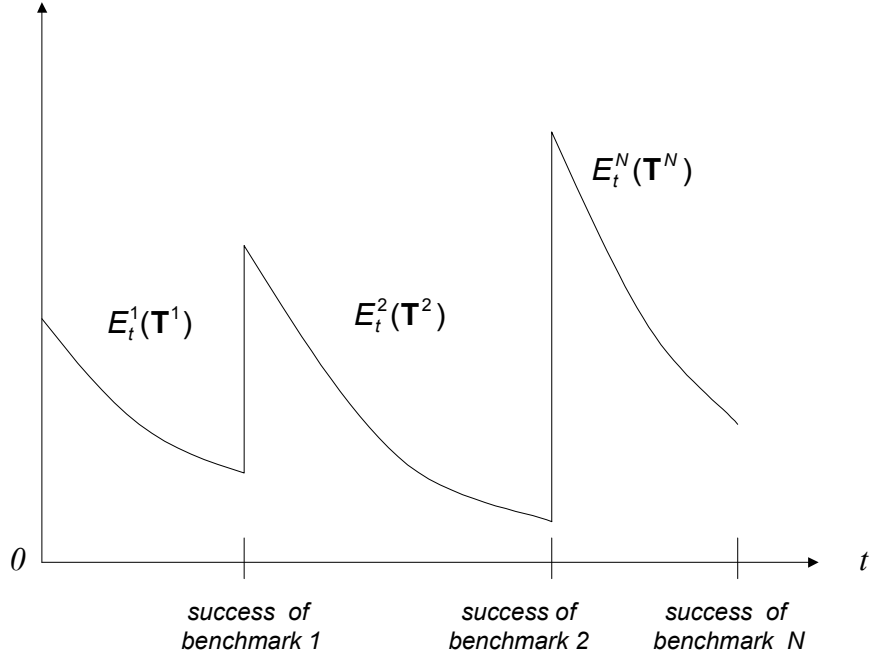 E_t^N(T^N)
E_t^1(T^1)
E_t^2(T^2)
0
t
success of
benchmark 1
success of
benchmark 2
success of
benchmark N